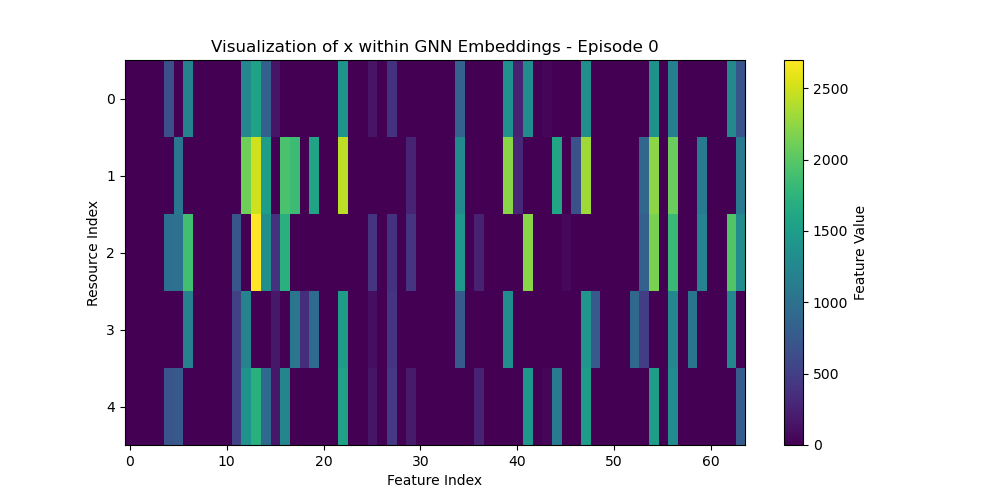 Visualization of x within GNN Embeddings - Episode 0
0
1
2
3
4
Resource Index
0 10 20 30 40 50 60
Feature Index
2500
2000
1500
1000
500
0
Feature Value